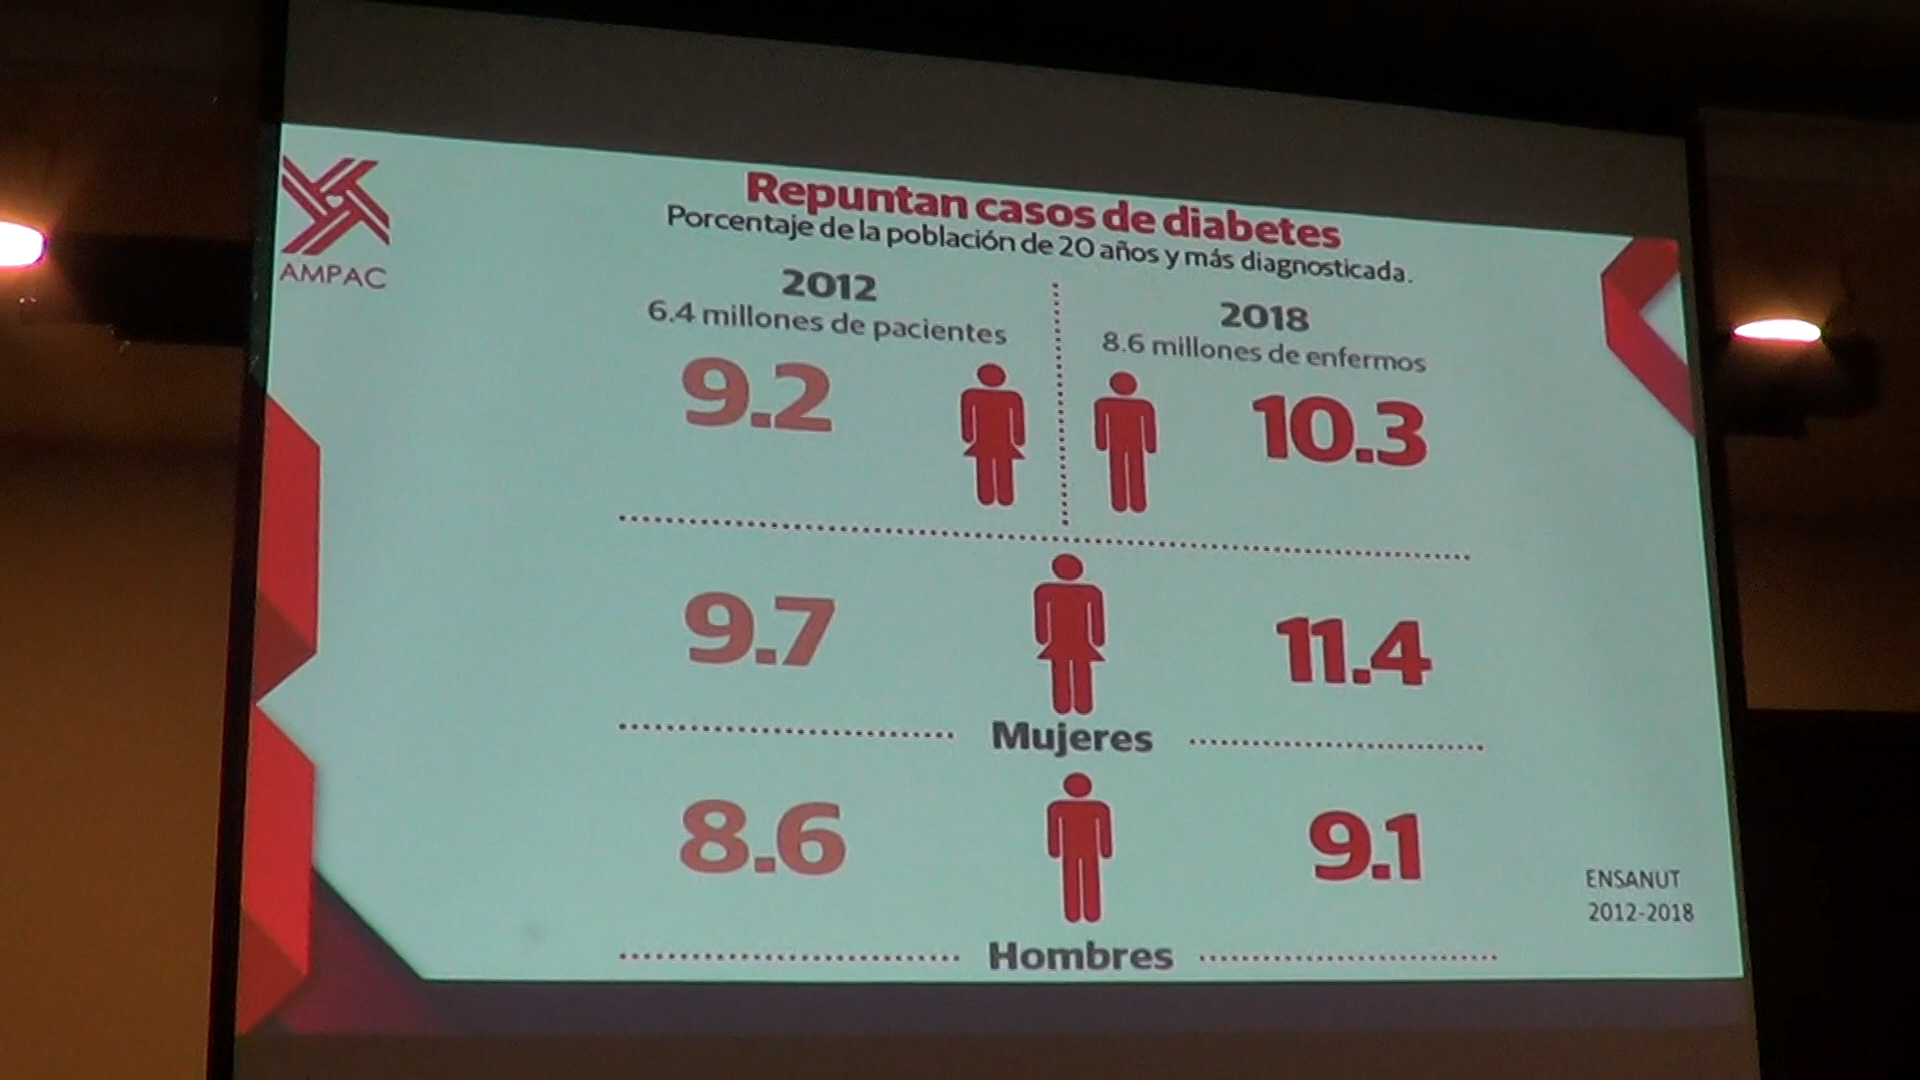 AMPAC
Repuntan casos de diabetes
Porcentaje de la población de 20 años y más diagnosticada.
2012
6.4 millones de pacientes
9.2
2018
8.6 millones de enfermos
10.3
9.7
11.4
Mujeres
8.6
9.1
Hombres
ENSANUT
2012-2018